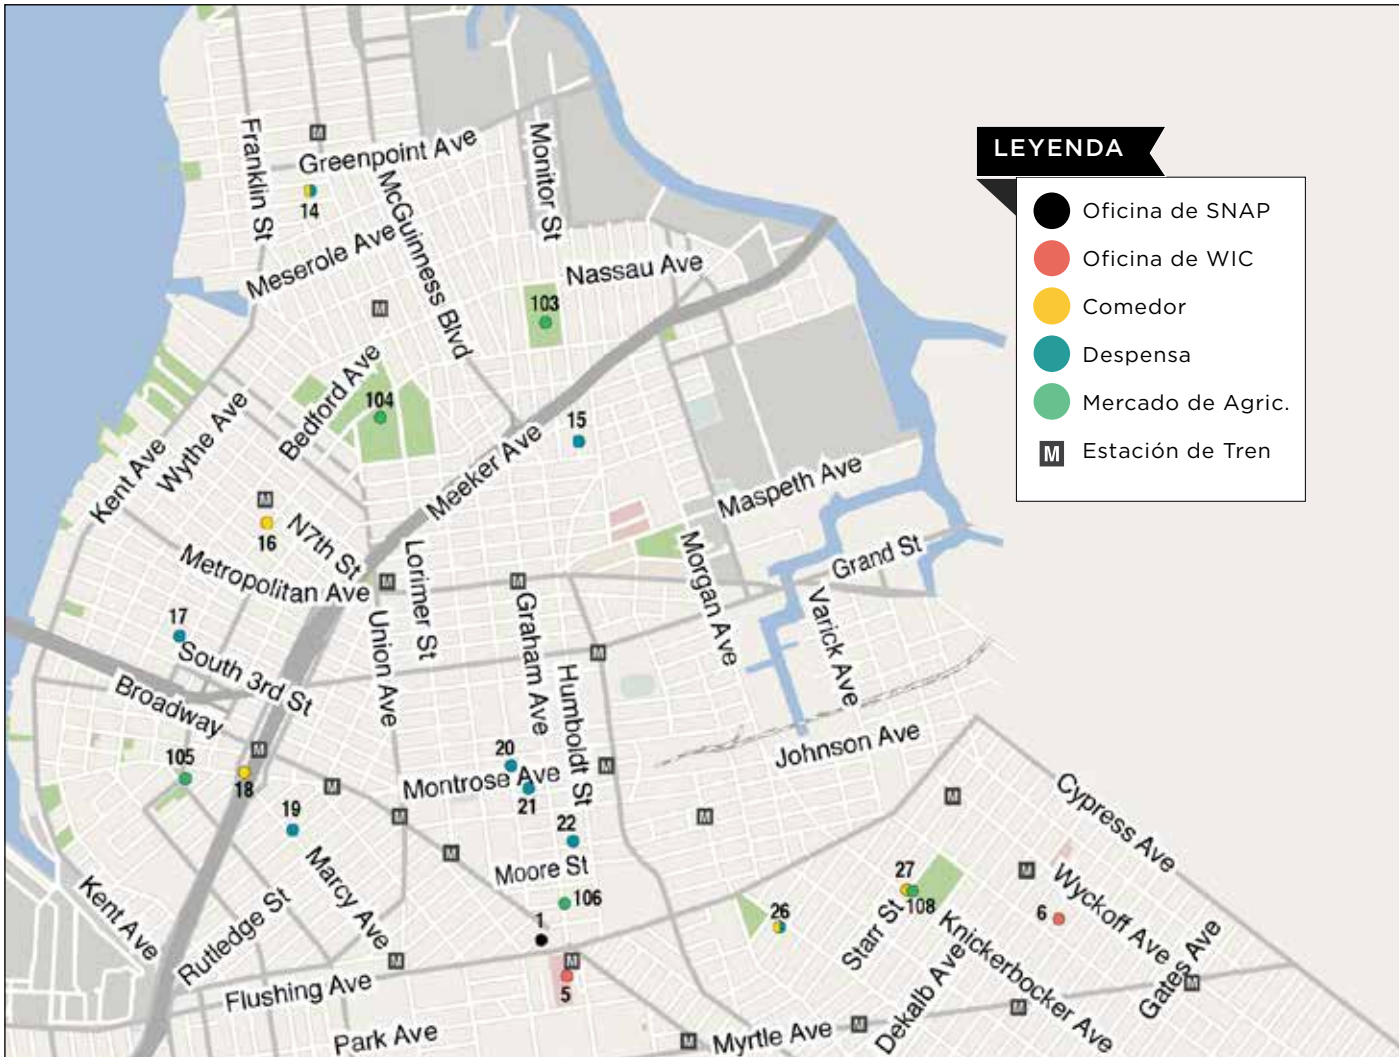 M
Greenpoint Ave
Franklin St
Monitor St
McGuinness Blvd
14
Meserole Ave
Nassau Ave
LEYENDA
Oficina de SNAP
Oficina de WIC
Comedor
Despensa
Mercado de Agric.
M Estación de Tren
M
103
Bedford Ave
104
Wythe Ave
Kent Ave
15
Meeker Ave
Maspeth Ave
M
16
N7th St
Metropolitan Ave
M
Lorimer St
M
Morgan Ave
Grand St
Varick Ave
17
Union Ave
Graham Ave
M
South 3rd St
Humboldt St
Broadway
M
105
18
20
Montrose Ave
21
M
Johnson Ave
M
19
M
M
M
M
22
Moore St
Cypress Ave
Marcy Ave
106
27
108
M
Wyckoff Ave
6
Kent Ave
Rutledge St
1
26
Starr St
Knickerbocker Ave
Gates Ave
M
M
5
Flushing Ave
Dekalb Ave
M
M
Park Ave
M
Myrtle Ave
M